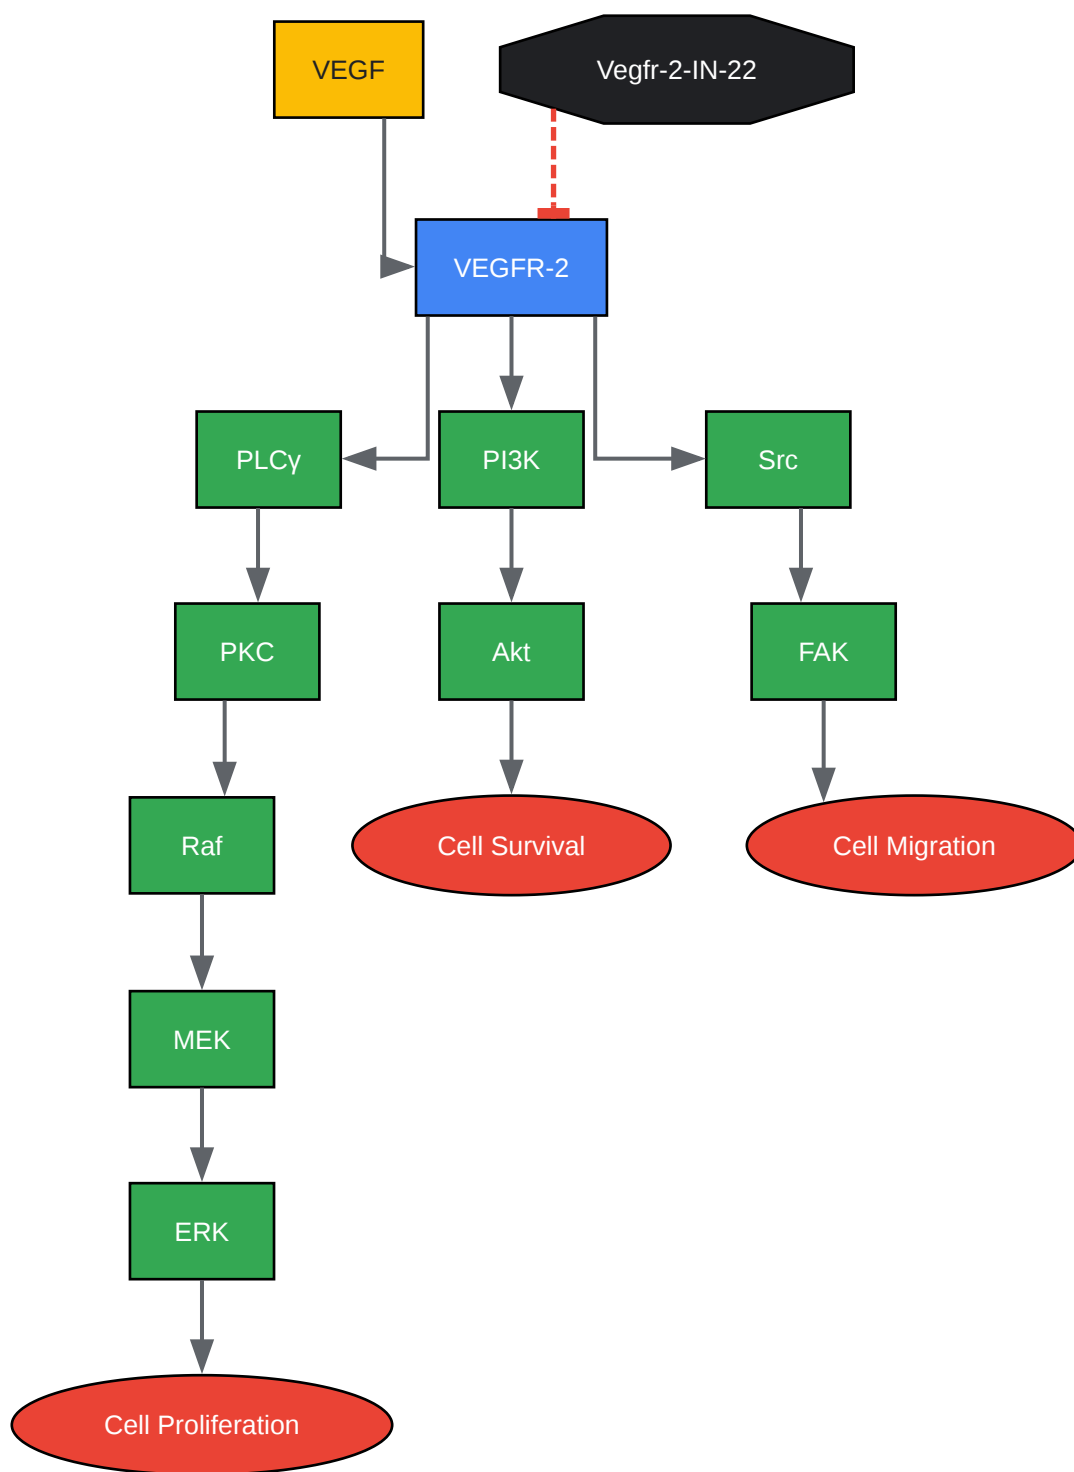 VEGF
Vegfr-2-IN-22
VEGFR-2
PLCγ
PI3K
Src
PKC
Akt
FAK
Raf
Cell Survival
Cell Migration
MEK
ERK
Cell Proliferation